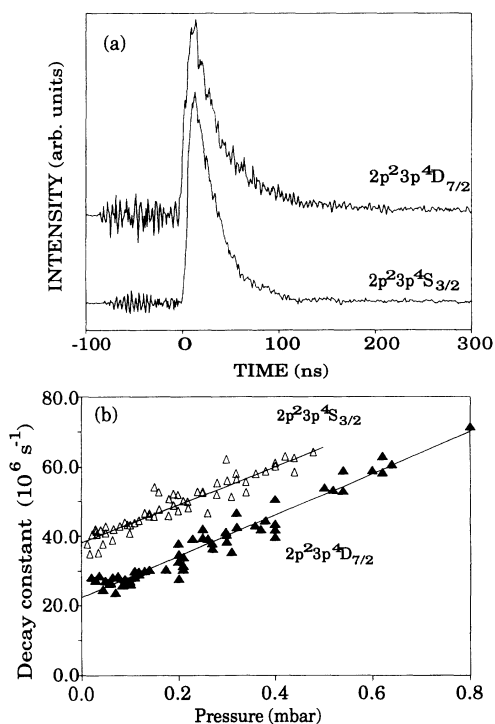 (a)
INTENSITY (arb. units)
2p²3p⁴D₇/₂
2p²3p⁴S₃/₂
-100 O 100 200 300
TIME (ns)
(b)
2p²3p⁴S₃/₂
80.0
60.0
40.0
20.0
0.0
Decay constant (10⁶ s⁻¹)
2p²3p⁴D₇/₂
0.0 0.2 0.4 0.6 0.8
Pressure (mbar)